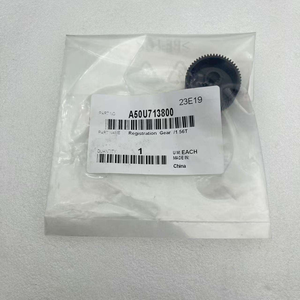 23E19
A50U713800
Registration Gear /1 56T
1
U/M: EACH
MADE IN:
China